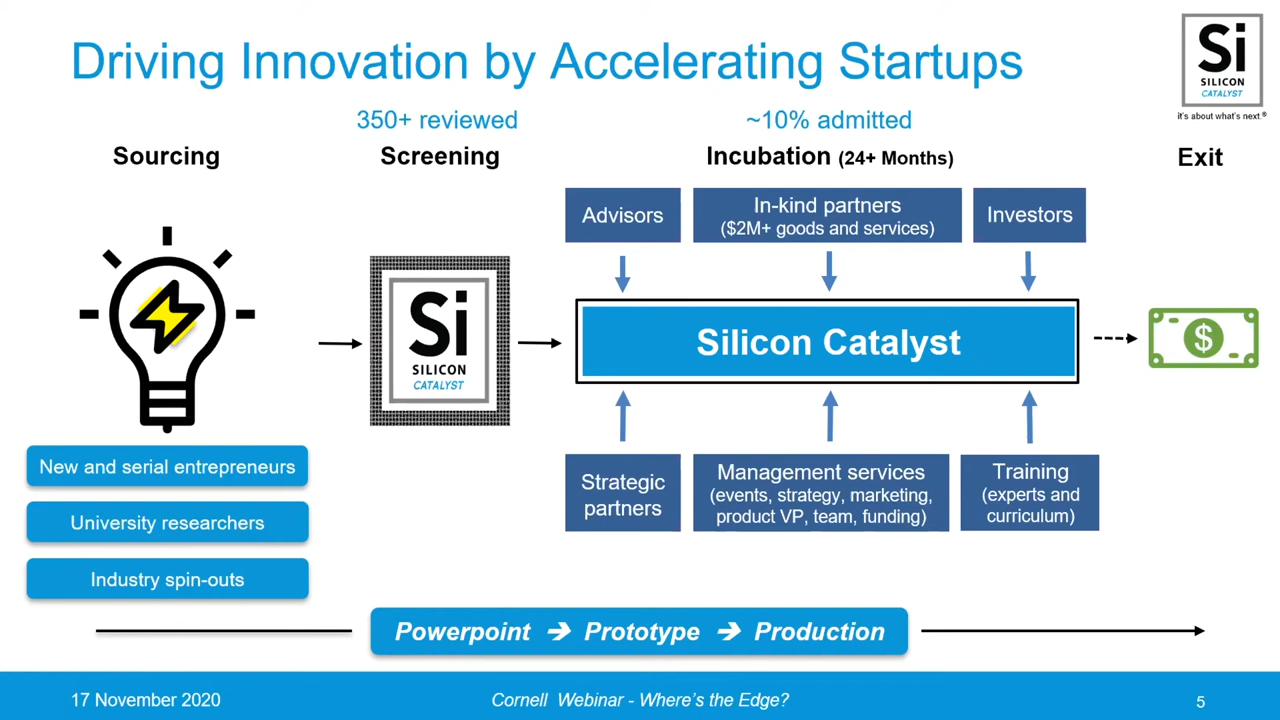 Driving Innovation by Accelerating Startups
Si
SILICON
CATALYST
it's about what's next.®
350+ reviewed
~10% admitted
Sourcing
Screening
Incubation (24+ Months)
Exit
Advisors
In-kind partners
($2M+ goods and services)
Investors
Si
SILICON
CATALYST
Silicon Catalyst
$
New and serial entrepreneurs
University researchers
Industry spin-outs
Strategic
partners
Management services
(events, strategy, marketing,
product VP, team, funding)
Training
(experts and
curriculum)
Powerpoint ➔ Prototype ➔ Production
17 November 2020
Cornell Webinar - Where's the Edge?
5